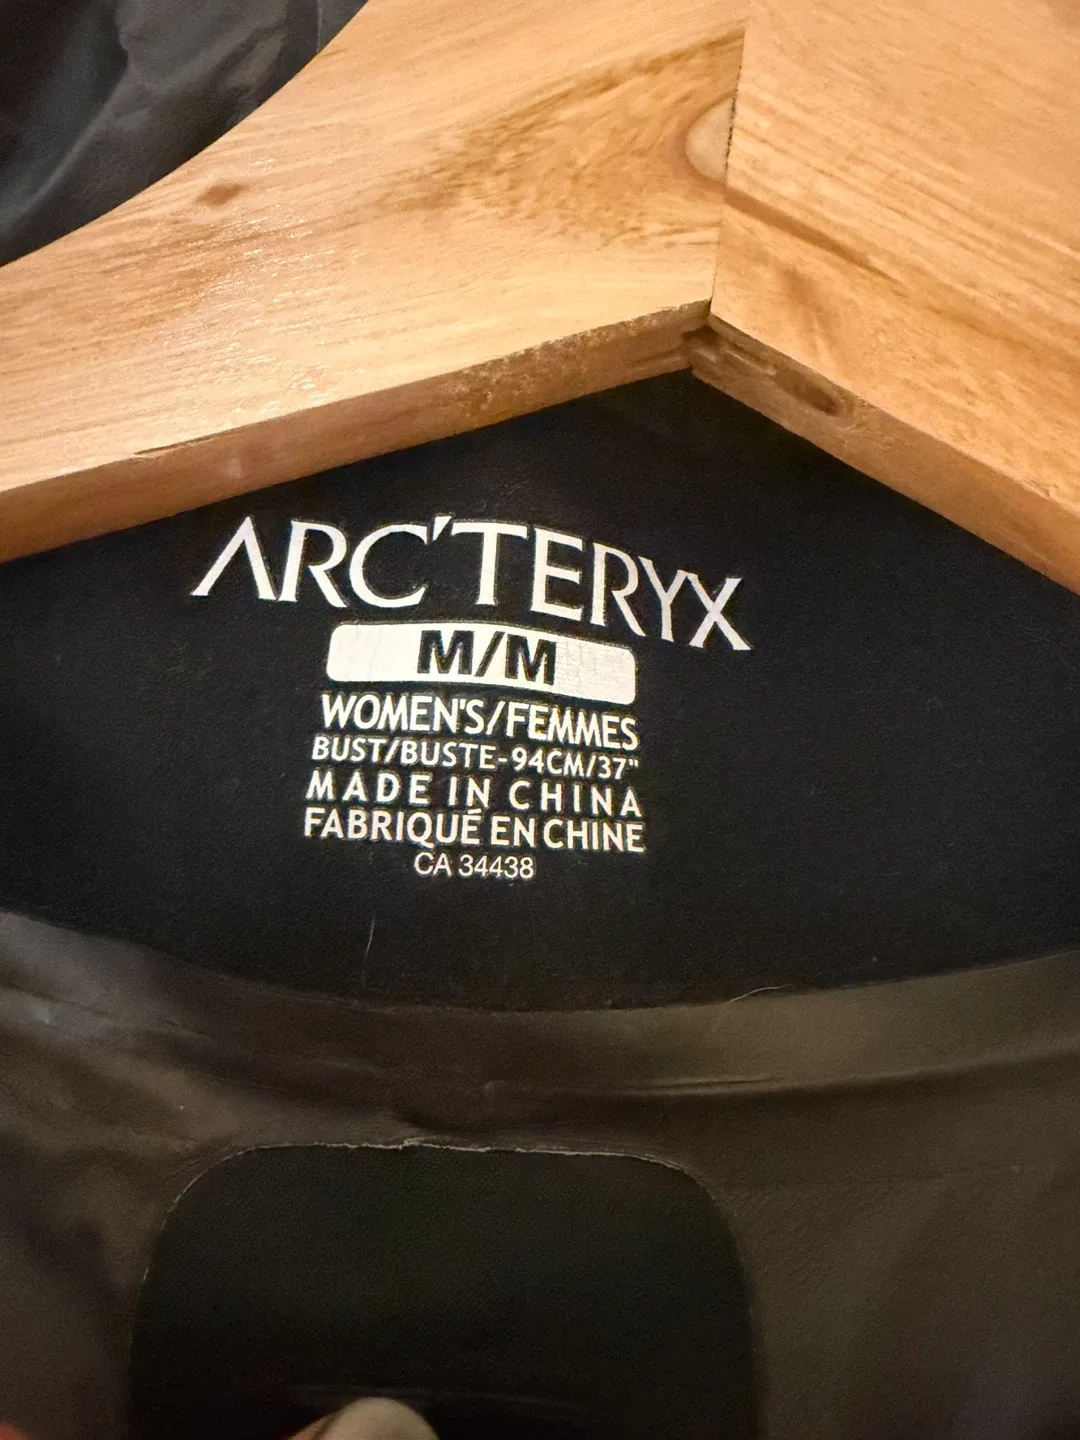 ARC'TERYX
M/M
WOMEN'S/FEMMES
BUST/BUSTE-94CM/37"
MADE IN CHINA
FABRIQUÉ EN CHINE
CA 34438